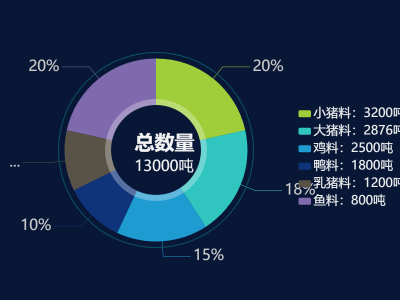 20%
20%
小猪料：3200吨
大猪料：2876吨
鸡料：2500吨
鸭料：1800吨
乳猪料：1200吨
鱼料：800吨
总数量
13000吨
...
18%
10%
15%